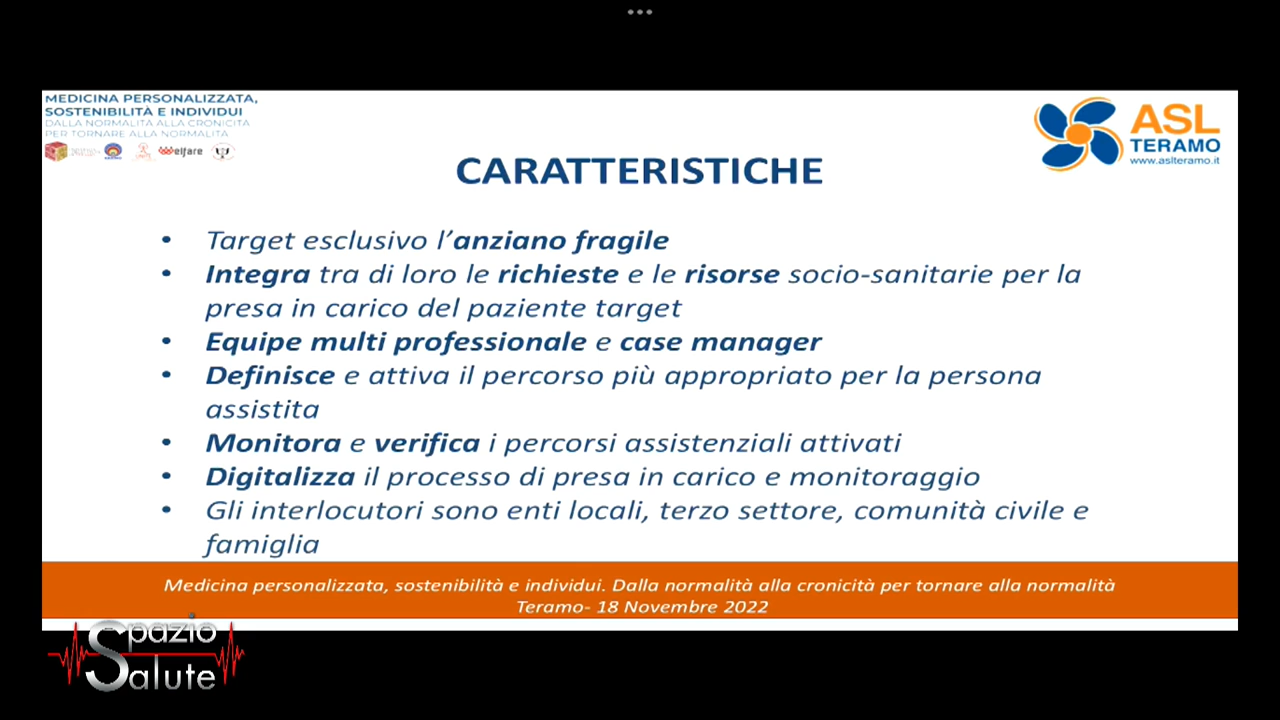 MEDICINA PERSONALIZZATA,
SOSTENIBILITÀ E INDIVIDUI
DALLA NORMALITÀ ALLA CRONICITÀ
PER TORNARE ALLA NORMALITÀ
Welfare
ASL
TERAMO
www.aslteramo.it
CARATTERISTICHE
• Target esclusivo l’anziano fragile
• Integra tra di loro le richieste e le risorse socio-sanitarie per la
presa in carico del paziente target
• Equipe multi professionale e case manager
• Definisce e attiva il percorso più appropriato per la persona
assistita
• Monitora e verifica i percorsi assistenziali attivati
• Digitalizza il processo di presa in carico e monitoraggio
• Gli interlocutori sono enti locali, terzo settore, comunità civile e
famiglia
Medicina personalizzata, sostenibilità e individui. Dalla normalità alla cronicità per tornare alla normalità
Teramo- 18 Novembre 2022
Spazio
Salute